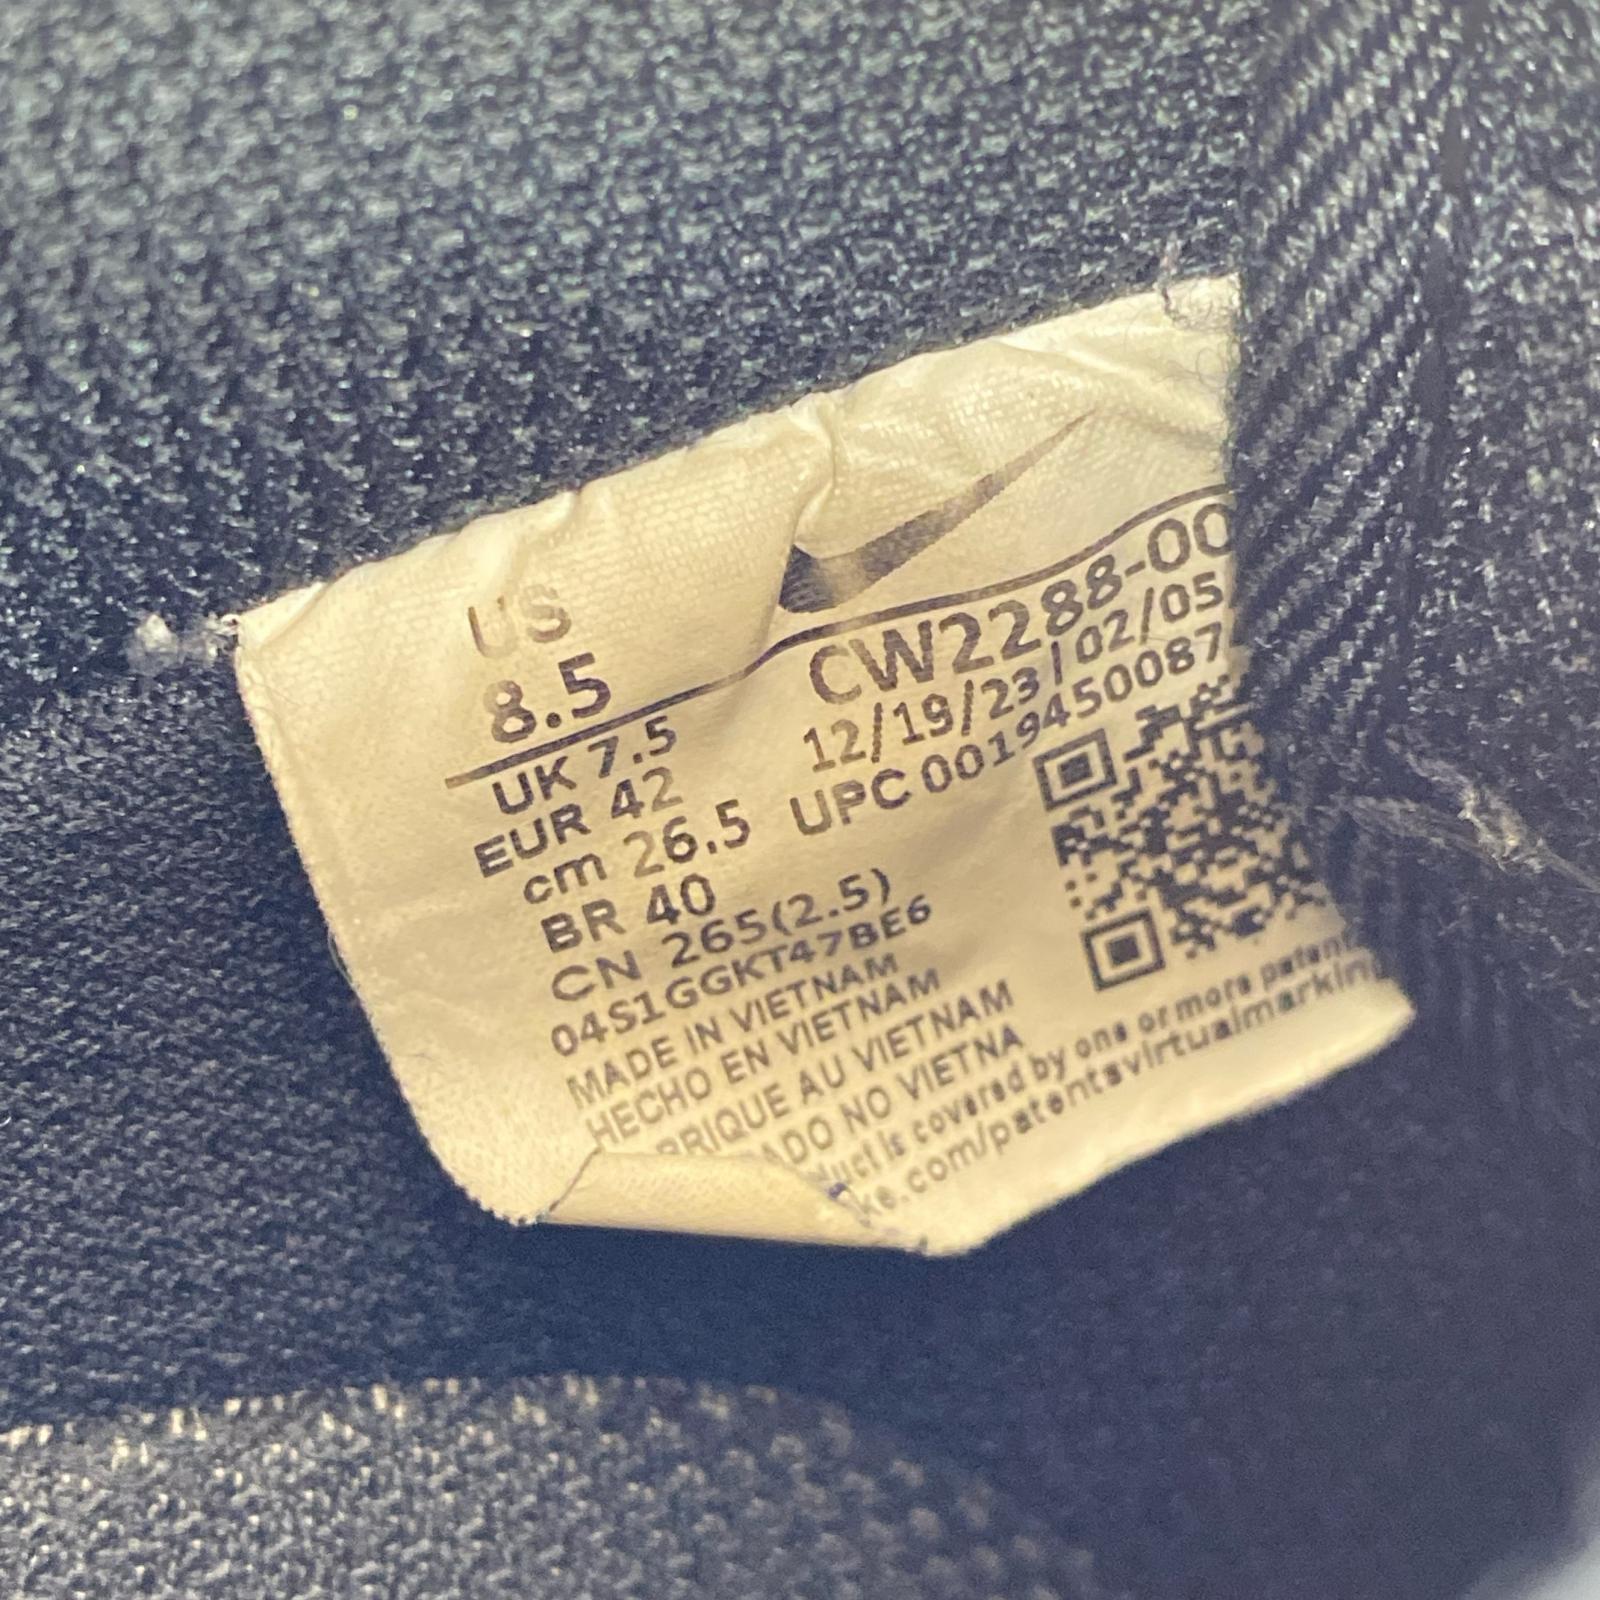 US
8.5
UK 7.5
EUR 42
cm 26.5
BR 40
CN 265(2.5)
04S1GGKT47BE6
MADE IN VIETNAM
HECHO EN VIETNAM
BRIQUE AU VIETNAM
ADO NO VIETNA
duct is covered by one or more patent
ke.com/patentsvirtualmarking
CW2288-00
12/19/23 / 02/05
UPC 0019450087